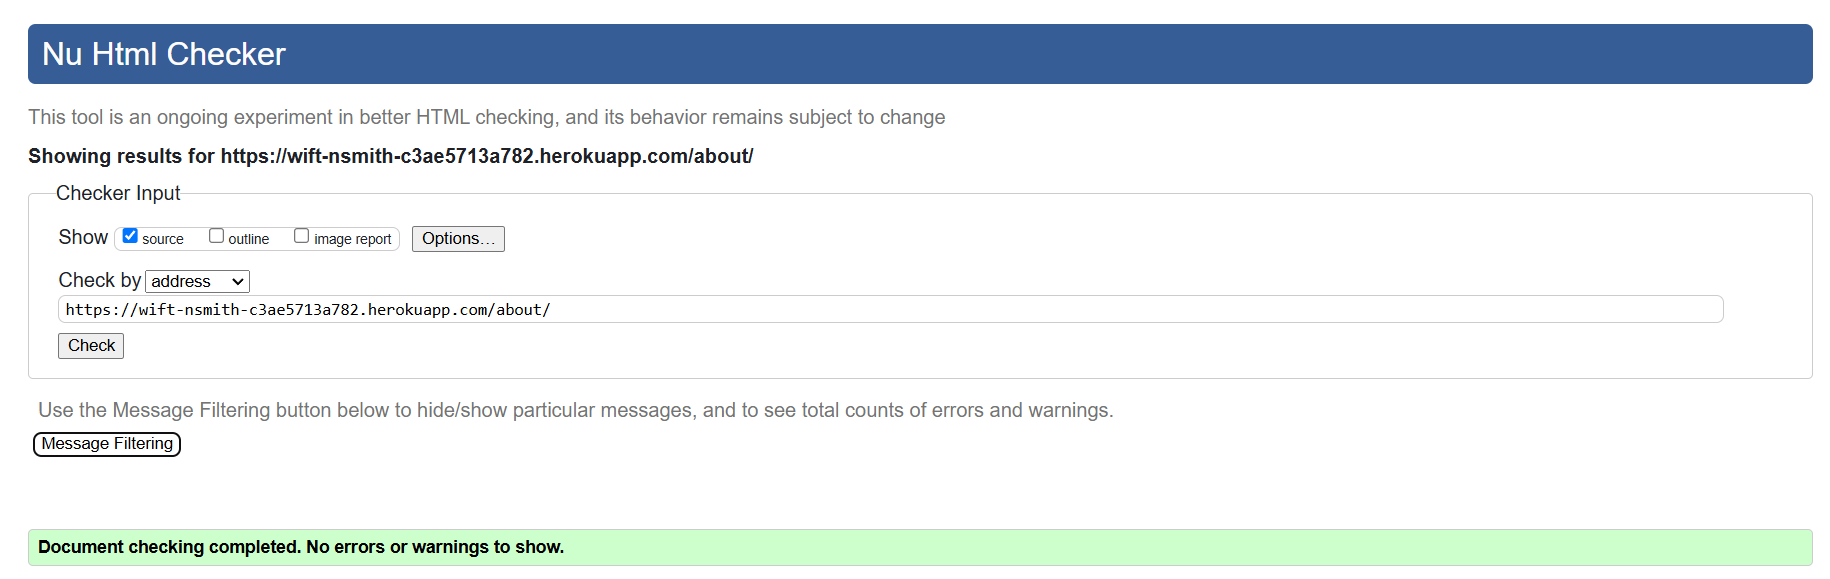 Nu Html Checker
This tool is an ongoing experiment in better HTML checking, and its behavior remains subject to change
Showing results for https://wift-nsmith-c3ae5713a782.herokuapp.com/about/
Checker Input
Show source outline image report Options...
Check by address
https://wift-nsmith-c3ae5713a782.herokuapp.com/about/
Check
Use the Message Filtering button below to hide/show particular messages, and to see total counts of errors and warnings.
Message Filtering
Document checking completed. No errors or warnings to show.